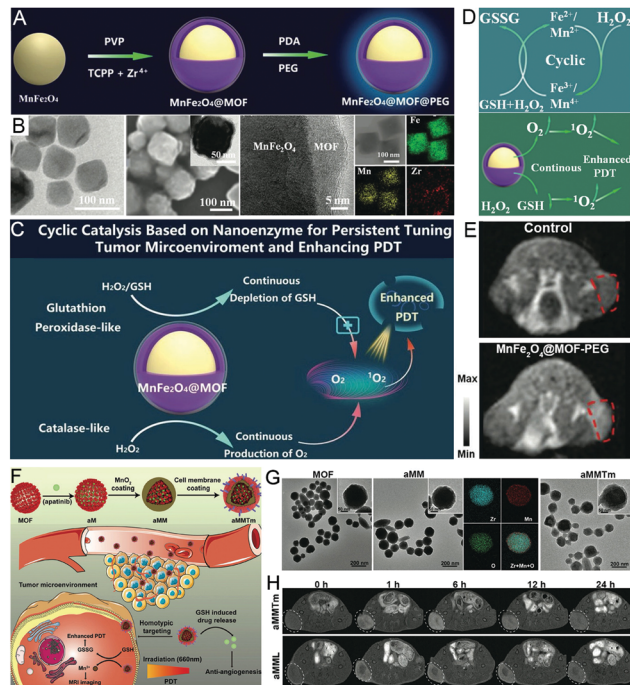 A
PVP
TCPP + Zr⁴⁺
PDA
PEG
MnFe₂O₄
MnFe₂O₄@MOF
MnFe₂O₄@MOF@PEG
B
100 nm
50 nm
100 nm
MnFe₂O₄
MOF
5 nm
100 nm
Fe
Mn
Zr
C
Cyclic Catalysis Based on Nanoenzyme for Persistent Tuning
Tumor Mircoenviroment and Enhancing PDT
H₂O₂/GSH
Continuous
Depletion of GSH
Glutathion
Peroxidase-like
Enhanced
PDT
MnFe₂O₄@MOF
O₂
¹O₂
Catalase-like
H₂O₂
Continuous
Production of O₂
D
GSSG
Fe²⁺/
Mn²⁺
H₂O₂
Cyclic
GSH+H₂O₂
Fe³⁺/
Mn⁴⁺
O₂
¹O₂
Continous
Enhanced
PDT
H₂O₂
GSH
¹O₂
E
Control
MnFe₂O₄@MOF-PEG
Max
Min
F
(apatinib)
MnO₂
coating
Cell membrane
coating
MOF
aM
aMM
aMMTm
Tumor microenvironment
Homotypic
targeting
GSH induced
drug release
Enhanced PDT
GSSG
GSH
Mn²⁺
MRI imaging
Irradiation (660nm)
PDT
Anti-angiogenesis
G
MOF
aMM
aMMTm
200 nm
200 nm
Zr
Mn
O
Zr+Mn+O
200 nm
H
0 h
1 h
6 h
12 h
24 h
aMMTm
aMML